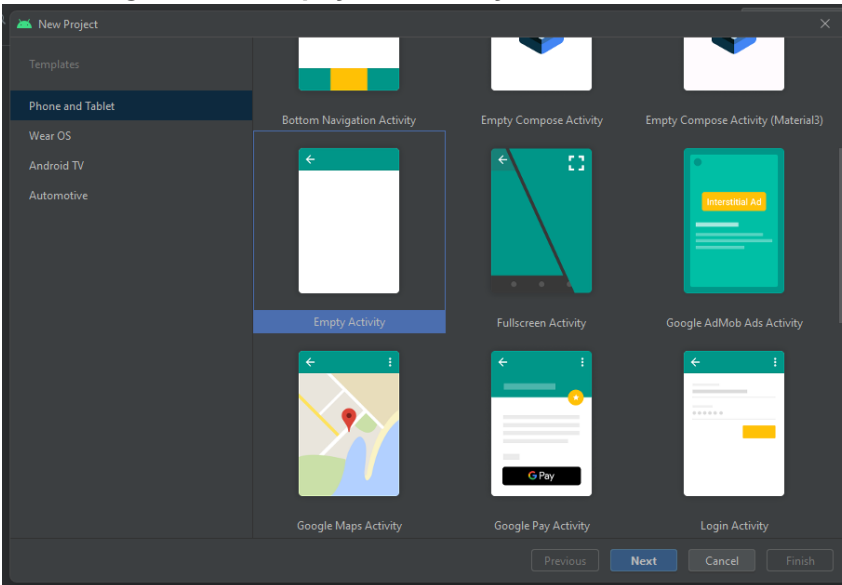 New Project
Templates
Phone and Tablet
Wear OS
Android TV
Automotive
Bottom Navigation Activity
Empty Compose Activity
Empty Compose Activity (Material3)
Interstitial Ad
Empty Activity
Fullscreen Activity
Google AdMob Ads Activity
G Pay
Google Maps Activity
Google Pay Activity
Login Activity
Previous
Next
Cancel
Finish